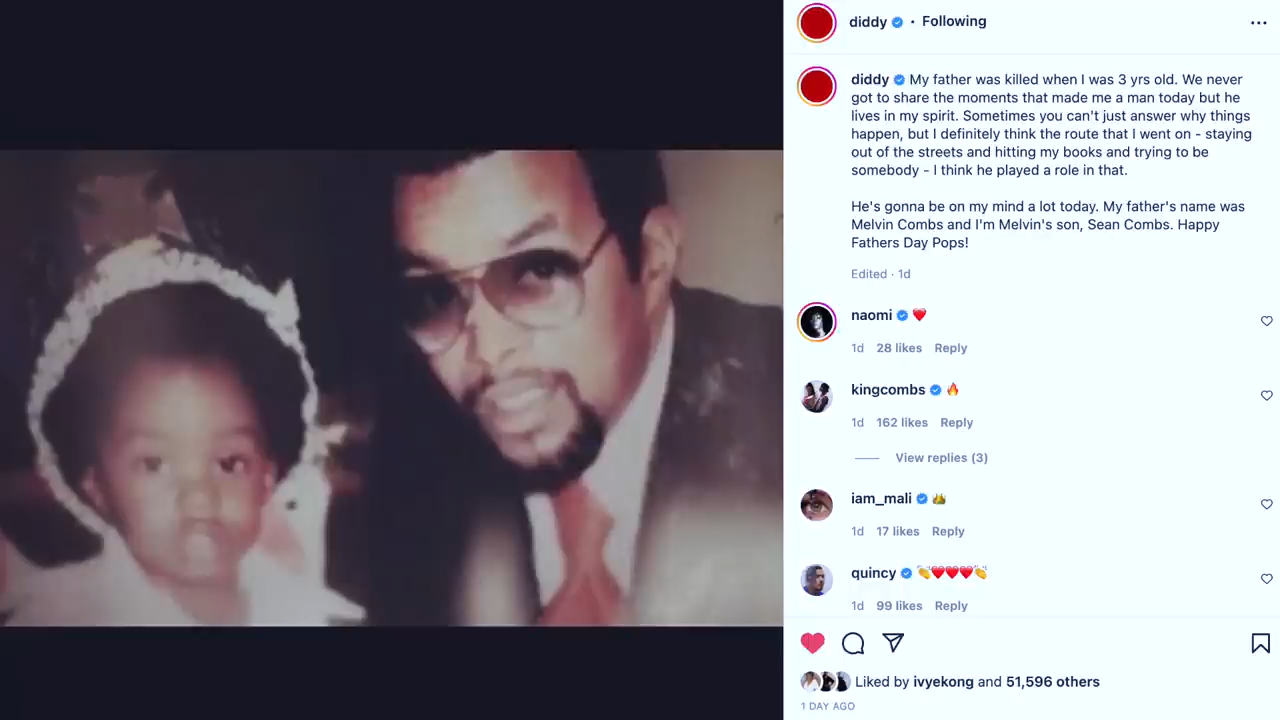 diddy • Following
diddy My father was killed when I was 3 yrs old. We never
got to share the moments that made me a man today but he
lives in my spirit. Sometimes you can't just answer why things
happen, but I definitely think the route that I went on - staying
out of the streets and hitting my books and trying to be
somebody - I think he played a role in that.
He's gonna be on my mind a lot today. My father's name was
Melvin Combs and I'm Melvin's son, Sean Combs. Happy
Fathers Day Pops!
Edited · 1d
naomi ❤️
1d 28 likes Reply
kingcombs 🔥
1d 162 likes Reply
View replies (3)
iam_mali 👑
1d 17 likes Reply
quincy 👏❤️❤️❤️👏
1d 99 likes Reply
Liked by ivyekong and 51,596 others
1 DAY AGO